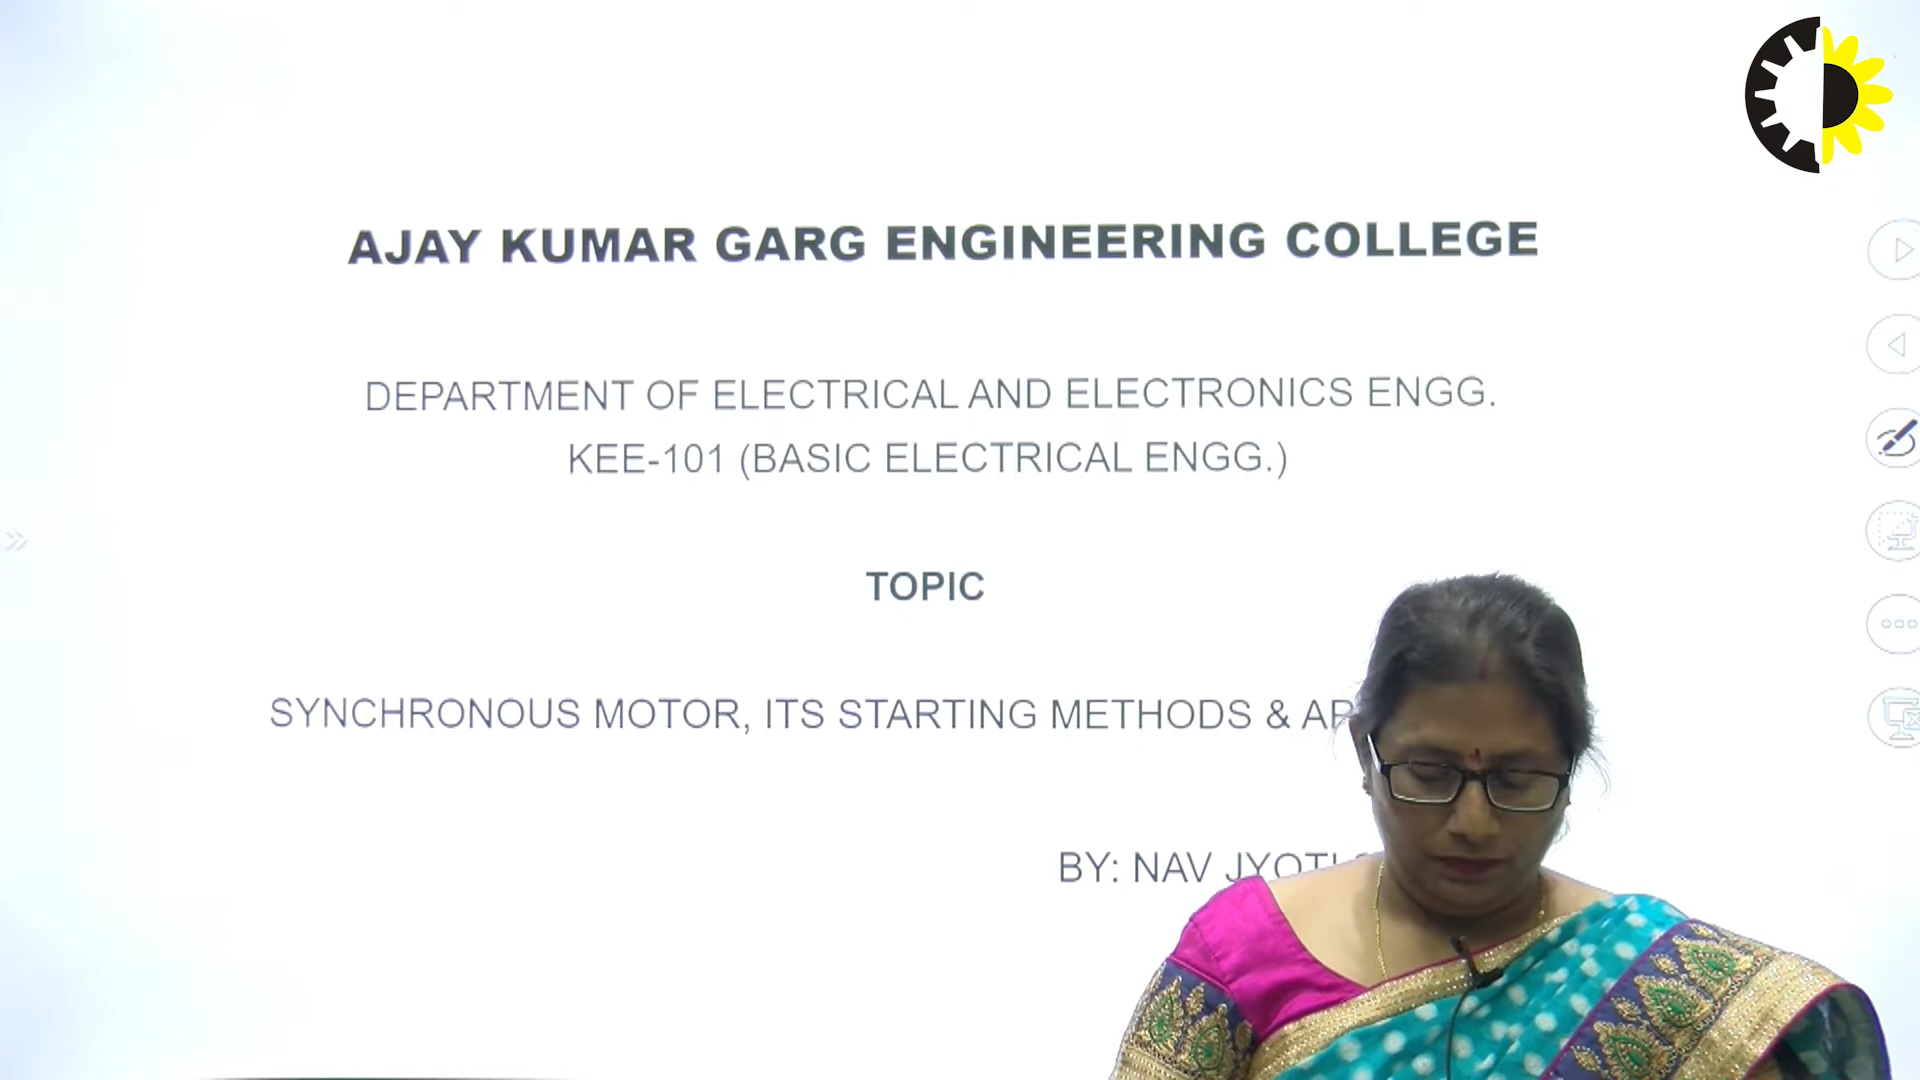 AJAY KUMAR GARG ENGINEERING COLLEGE
DEPARTMENT OF ELECTRICAL AND ELECTRONICS ENGG.
KEE-101 (BASIC ELECTRICAL ENGG.)
TOPIC
SYNCHRONOUS MOTOR, ITS STARTING METHODS &
BY: NAV JYOTI